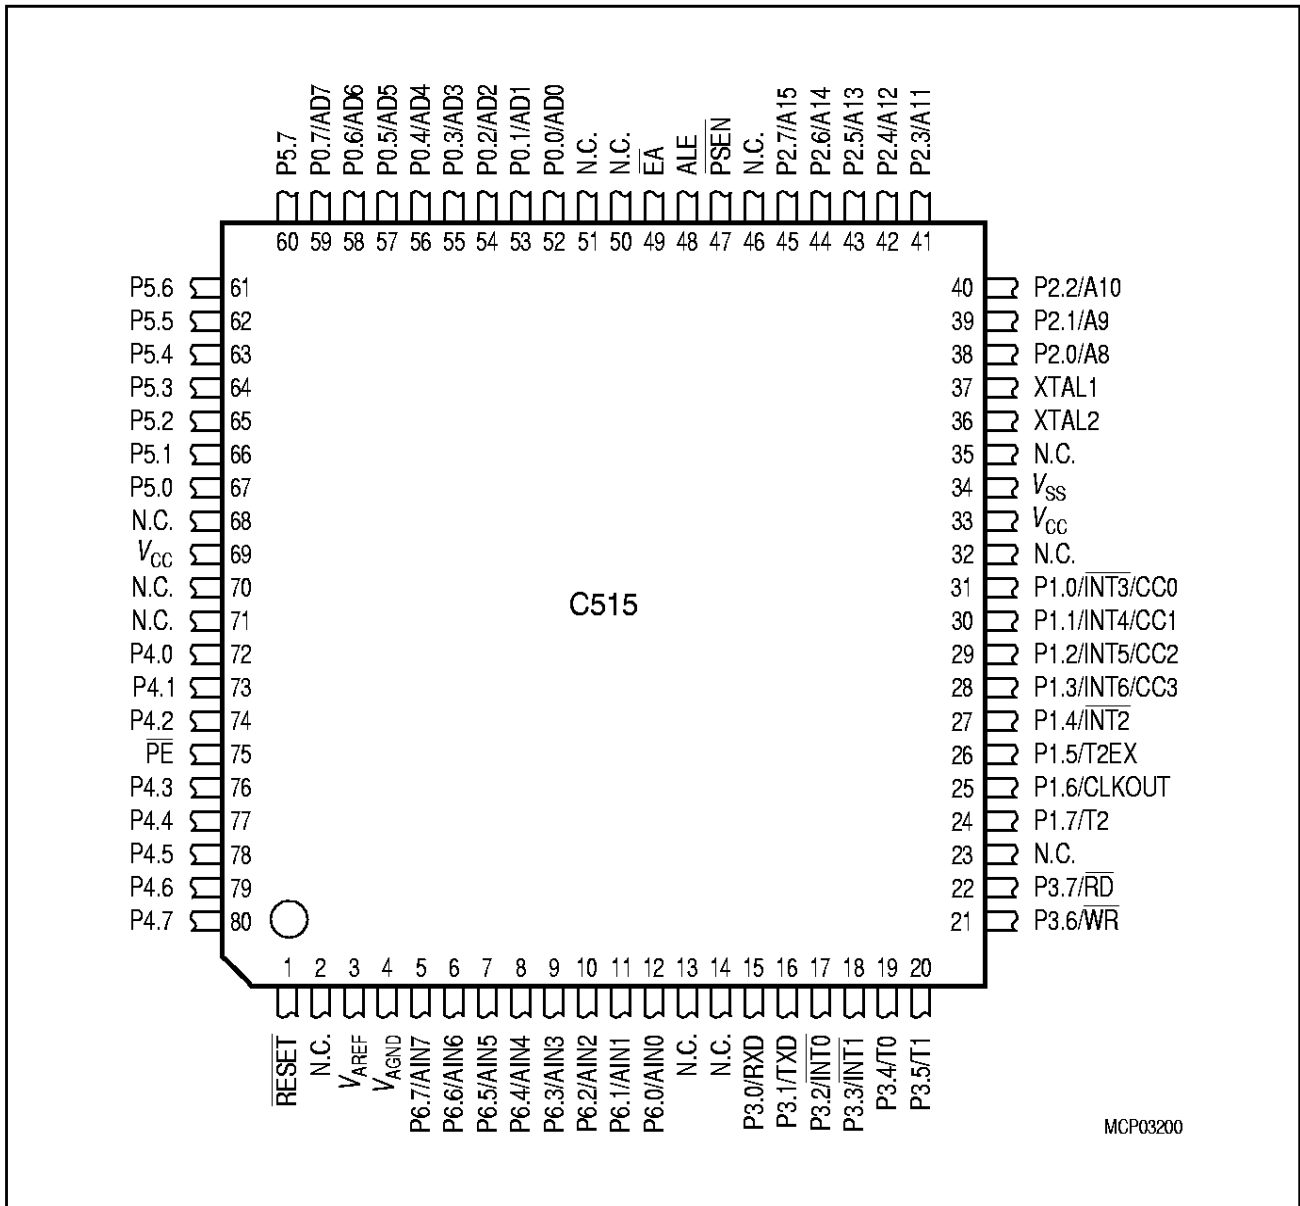 P5.7
P0.7/AD7
P0.6/AD6
P0.5/AD5
P0.4/AD4
P0.3/AD3
P0.2/AD2
P0.1/AD1
P0.0/AD0
N.C.
N.C.
E̅A̅
ALE
P̅S̅E̅N̅
N.C.
P2.7/A15
P2.6/A14
P2.5/A13
P2.4/A12
P2.3/A11
60 59 58 57 56 55 54 53 52 51 50 49 48 47 46 45 44 43 42 41
P5.6 61
P5.5 62
P5.4 63
P5.3 64
P5.2 65
P5.1 66
P5.0 67
N.C. 68
VCC 69
N.C. 70
N.C. 71
P4.0 72
P4.1 73
P4.2 74
P̅E̅ 75
P4.3 76
P4.4 77
P4.5 78
P4.6 79
P4.7 80
C515
40 P2.2/A10
39 P2.1/A9
38 P2.0/A8
37 XTAL1
36 XTAL2
35 N.C.
34 VSS
33 VCC
32 N.C.
31 P1.0/I̅N̅T̅3̅/CC0
30 P1.1/INT4/CC1
29 P1.2/INT5/CC2
28 P1.3/INT6/CC3
27 P1.4/I̅N̅T̅2̅
26 P1.5/T2EX
25 P1.6/CLKOUT
24 P1.7/T2
23 N.C.
22 P3.7/R̅D̅
21 P3.6/W̅R̅
1 2 3 4 5 6 7 8 9 10 11 12 13 14 15 16 17 18 19 20
R̅E̅S̅E̅T̅
N.C.
VAREF
VAGND
P6.7/AIN7
P6.6/AIN6
P6.5/AIN5
P6.4/AIN4
P6.3/AIN3
P6.2/AIN2
P6.1/AIN1
P6.0/AIN0
N.C.
N.C.
P3.0/RXD
P3.1/TXD
P3.2/I̅N̅T̅0̅
P3.3/I̅N̅T̅1̅
P3.4/T0
P3.5/T1
MCP03200